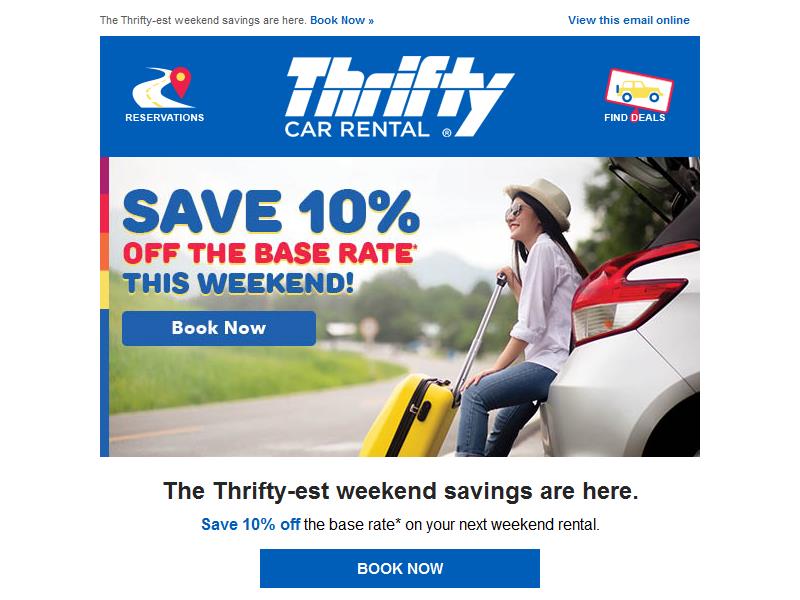 The Thrifty-est weekend savings are here. Book Now »
View this email online
RESERVATIONS
Thrifty
CAR RENTAL ®
FIND DEALS
SAVE 10%
OFF THE BASE RATE*
THIS WEEKEND!
Book Now
The Thrifty-est weekend savings are here.
Save 10% off the base rate* on your next weekend rental.
BOOK NOW